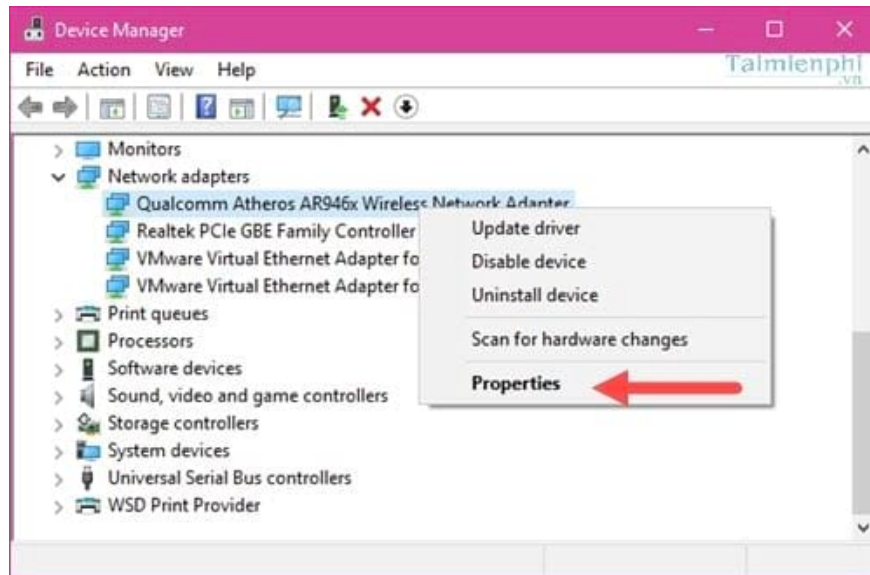 Device Manager
File Action View Help
Taimienphi
.vn
Monitors
Network adapters
Qualcomm Atheros AR946x Wireless Network Adapter
Realtek PCIe GBE Family Controller
VMware Virtual Ethernet Adapter fo
VMware Virtual Ethernet Adapter fo
Print queues
Processors
Software devices
Sound, video and game controllers
Storage controllers
System devices
Universal Serial Bus controllers
WSD Print Provider
Update driver
Disable device
Uninstall device
Scan for hardware changes
Properties